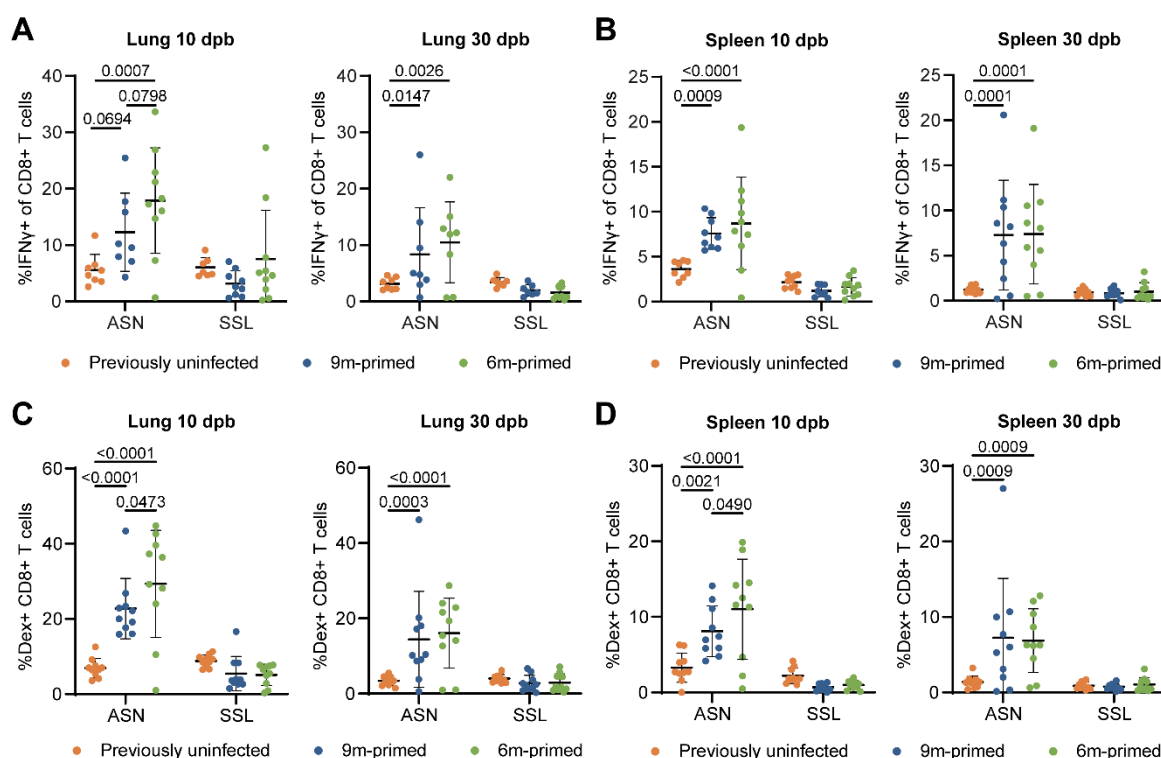 A
Lung 10 dpb
%IFNγ+ of CD8+ T cells
40
30
20
10
0
0.0007
0.0798
0.0694
ASN
SSL
Lung 30 dpb
%IFNγ+ of CD8+ T cells
40
30
20
10
0
0.0026
0.0147
ASN
SSL
B
Spleen 10 dpb
%IFNγ+ of CD8+ T cells
25
20
15
10
5
0
<0.0001
0.0009
ASN
SSL
Spleen 30 dpb
%IFNγ+ of CD8+ T cells
25
20
15
10
5
0
0.0001
0.0001
ASN
SSL
Previously uninfected 9m-primed 6m-primed
Previously uninfected 9m-primed 6m-primed
C
Lung 10 dpb
%Dex+ CD8+ T cells
60
40
20
0
<0.0001
<0.0001
0.0473
ASN
SSL
Lung 30 dpb
%Dex+ CD8+ T cells
60
40
20
0
<0.0001
0.0003
ASN
SSL
D
Spleen 10 dpb
%Dex+ CD8+ T cells
30
20
10
0
<0.0001
0.0021
0.0490
ASN
SSL
Spleen 30 dpb
%Dex+ CD8+ T cells
30
20
10
0
0.0009
0.0009
ASN
SSL
Previously uninfected 9m-primed 6m-primed
Previously uninfected 9m-primed 6m-primed